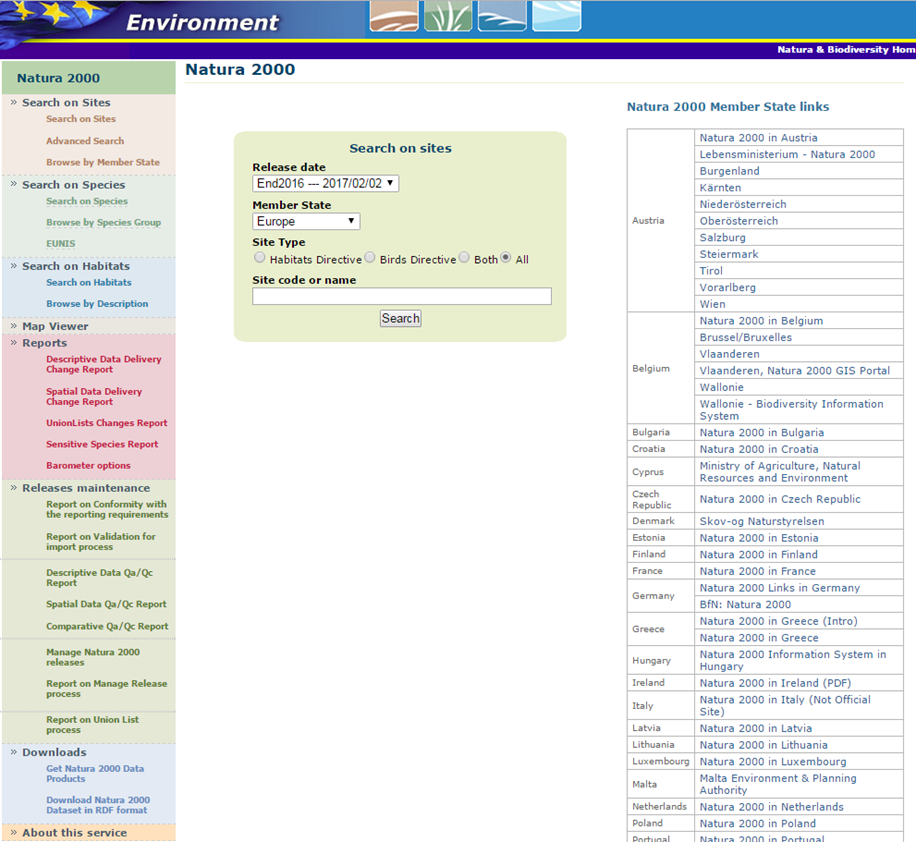 Environment
Natura & Biodiversity Hom
Natura 2000
» Search on Sites
Search on Sites
Advanced Search
Browse by Member State
» Search on Species
Search on Species
Browse by Species Group
EUNIS
» Search on Habitats
Search on Habitats
Browse by Description
» Map Viewer
» Reports
Descriptive Data Delivery
Change Report
Spatial Data Delivery
Change Report
UnionLists Changes Report
Sensitive Species Report
Barometer options
» Releases maintenance
Report on Conformity with
the reporting requirements
Report on Validation for
import process
Descriptive Data Qa/Qc
Report
Spatial Data Qa/Qc Report
Comparative Qa/Qc Report
Manage Natura 2000
releases
Report on Manage Release
process
Report on Union List
process
» Downloads
Get Natura 2000 Data
Products
Download Natura 2000
Dataset in RDF format
» About this service
Natura 2000
Search on sites
Release date
End2016 --- 2017/02/02 ▼
Member State
Europe ▼
Site Type
Habitats Directive Birds Directive Both All
Site code or name
Search
Natura 2000 Member State links
Austria
Natura 2000 in Austria
Lebensministerium - Natura 2000
Burgenland
Kärnten
Niederösterreich
Oberösterreich
Salzburg
Steiermark
Tirol
Vorarlberg
Wien
Belgium
Natura 2000 in Belgium
Brussel/Bruxelles
Vlaanderen
Vlaanderen, Natura 2000 GIS Portal
Wallonie
Wallonie - Biodiversity Information
System
Bulgaria Natura 2000 in Bulgaria
Croatia Natura 2000 in Croatia
Cyprus
Ministry of Agriculture, Natural
Resources and Environment
Czech
Republic
Natura 2000 in Czech Republic
Denmark Skov-og Naturstyrelsen
Estonia Natura 2000 in Estonia
Finland Natura 2000 in Finland
France Natura 2000 in France
Germany
Natura 2000 Links in Germany
BfN: Natura 2000
Greece
Natura 2000 in Greece (Intro)
Natura 2000 in Greece
Hungary
Natura 2000 Information System in
Hungary
Ireland Natura 2000 in Ireland (PDF)
Italy
Natura 2000 in Italy (Not Official
Site)
Latvia Natura 2000 in Latvia
Lithuania Natura 2000 in Lithuania
Luxembourg Natura 2000 in Luxembourg
Malta
Malta Environment & Planning
Authority
Netherlands Natura 2000 in Netherlands
Poland Natura 2000 in Poland
Portugal Natura 2000 in Portugal